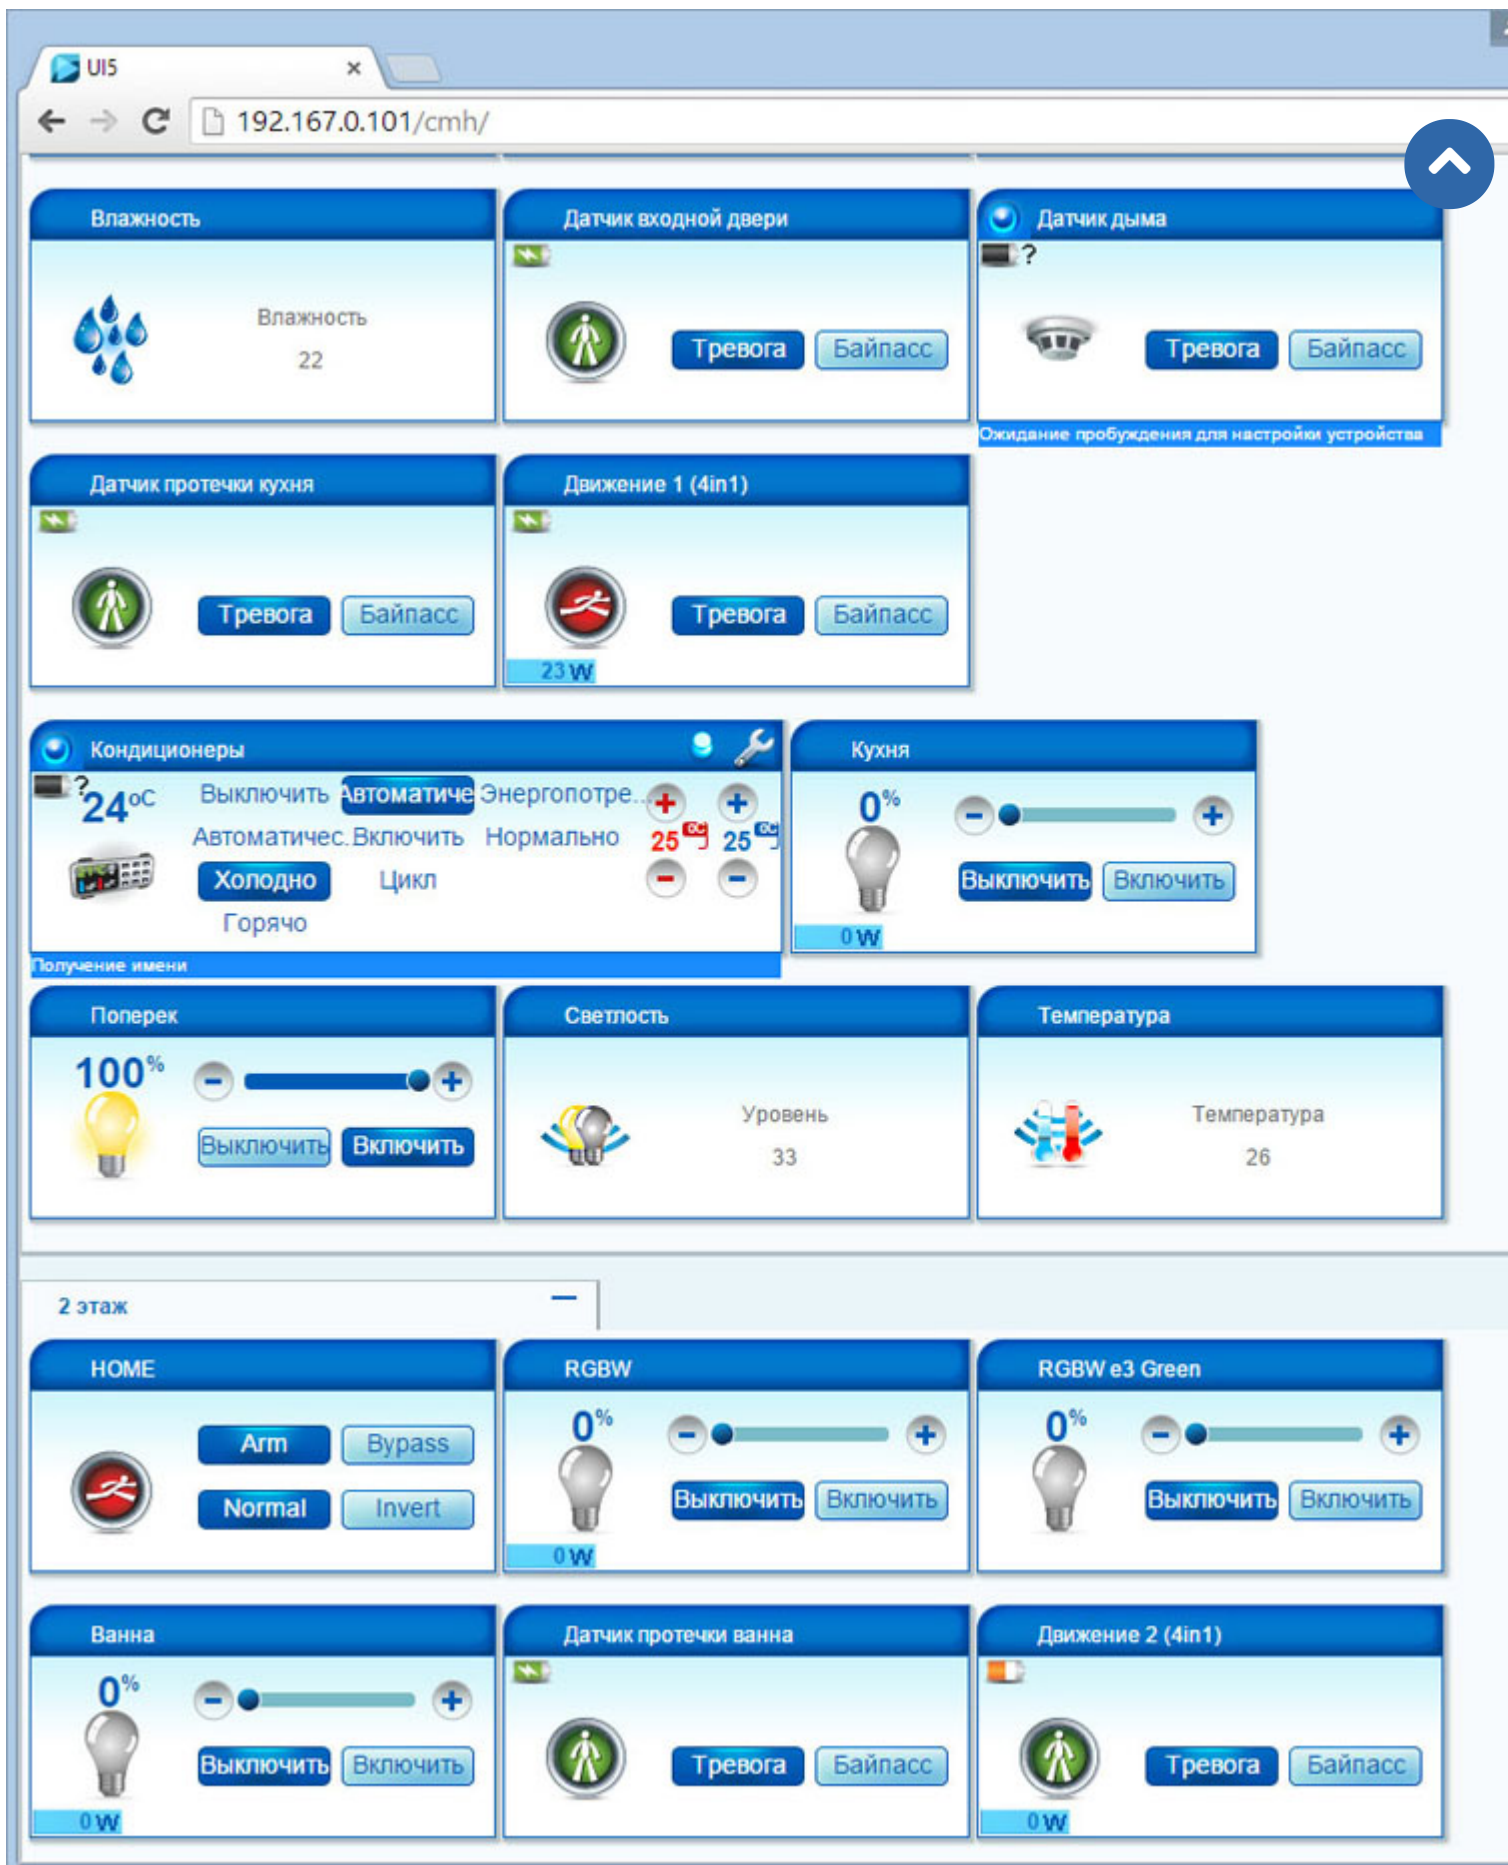 UI5
192.167.0.101/cmh/
Влажность
Датчик входной двери
Датчик дыма
?
Влажность
22
Тревога Байпасс
Тревога Байпасс
Ожидание пробуждения для настройки устройства
Датчик протечки кухня
Движение 1 (4in1)
Тревога Байпасс
Тревога Байпасс
23 W
Кондиционеры
Кухня
?
24°C
Выключить Автоматиче Энергопотре...
Автоматичес. Включить Нормально
25 °C 25 °C
Холодно Цикл
Горячо
0%
Выключить Включить
0 W
Получение имени
Поперек
Светлость
Температура
100%
Выключить Включить
Уровень
33
Температура
26
2 этаж
HOME
RGBW
RGBW e3 Green
Arm Bypass
Normal Invert
0%
Выключить Включить
0 W
0%
Выключить Включить
Ванна
Датчик протечки ванна
Движение 2 (4in1)
0%
Выключить Включить
0 W
Тревога Байпасс
Тревога Байпасс
0 W